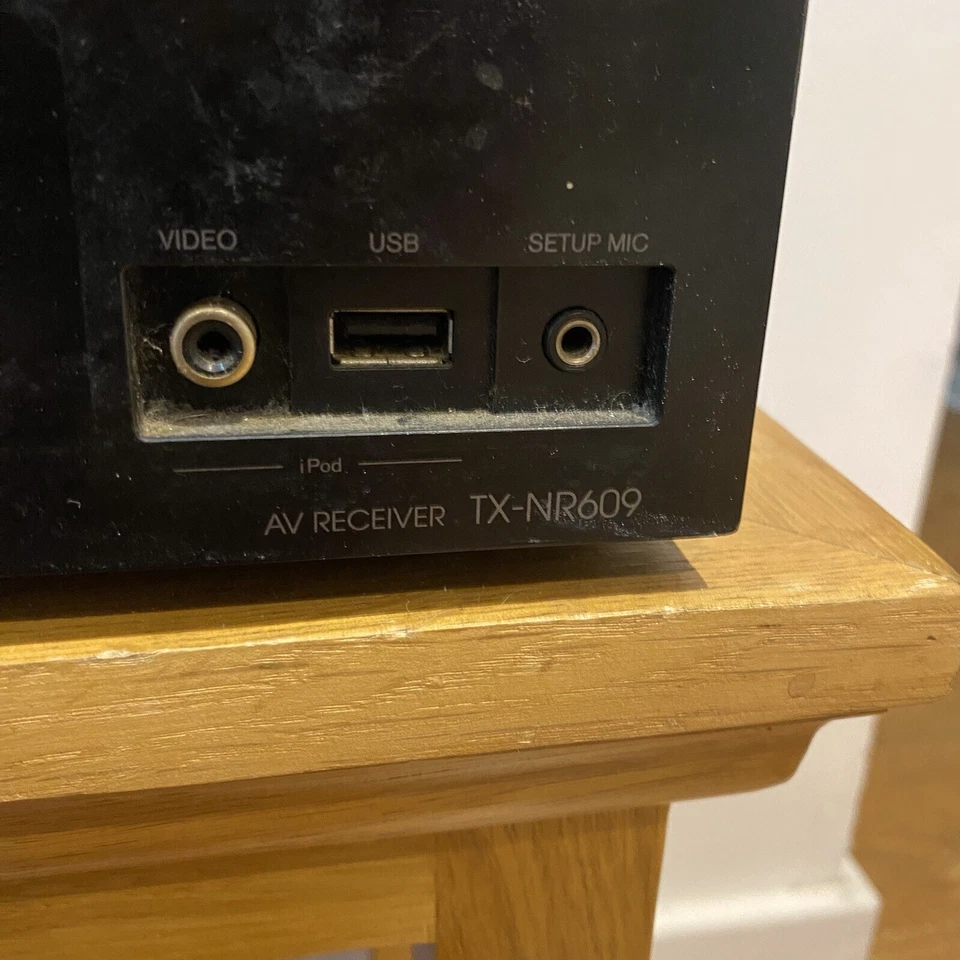 VIDEO USB SETUP MIC
iPod
AV RECEIVER TX-NR609